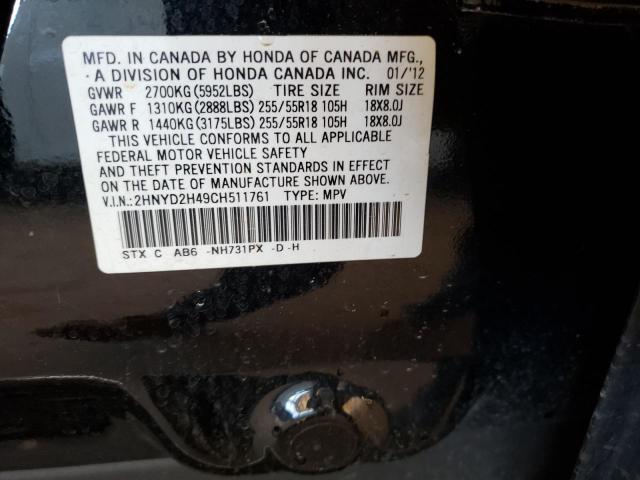 MFD. IN CANADA BY HONDA OF CANADA MFG.,
A DIVISION OF HONDA CANADA INC. 01/'12
GVWR 2700KG(5952LBS) TIRE SIZE RIM SIZE
GAWR F 1310KG(2888LBS) 255/55R18 105H 18X8.0J
GAWR R 1440KG(3175LBS) 255/55R18 105H 18X8.0J
THIS VEHICLE CONFORMS TO ALL APPLICABLE
FEDERAL MOTOR VEHICLE SAFETY
AND THEFT PREVENTION STANDARDS IN EFFECT
ON THE DATE OF MANUFACTURE SHOWN ABOVE.
V.I.N.:2HNYD2H49CH511761 TYPE: MPV
STX C AB6 -NH731PX -D-H